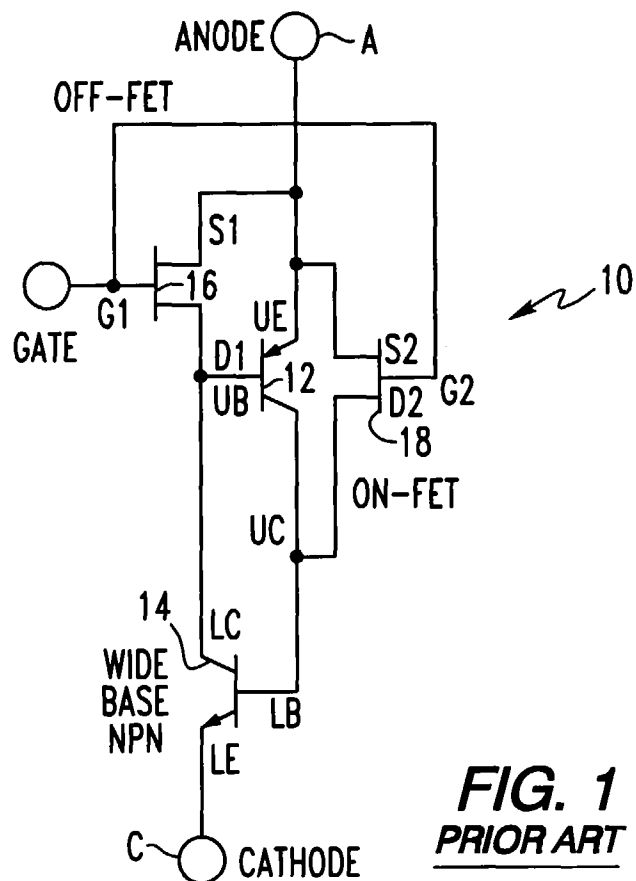 ANODE
A
OFF-FET
S1
16
10
G1
GATE
UE
S2
D1
12
G2
UB
D2
18
ON-FET
UC
14
LC
WIDE
BASE
NPN
LB
LE
FIG. 1
PRIOR ART
C
CATHODE